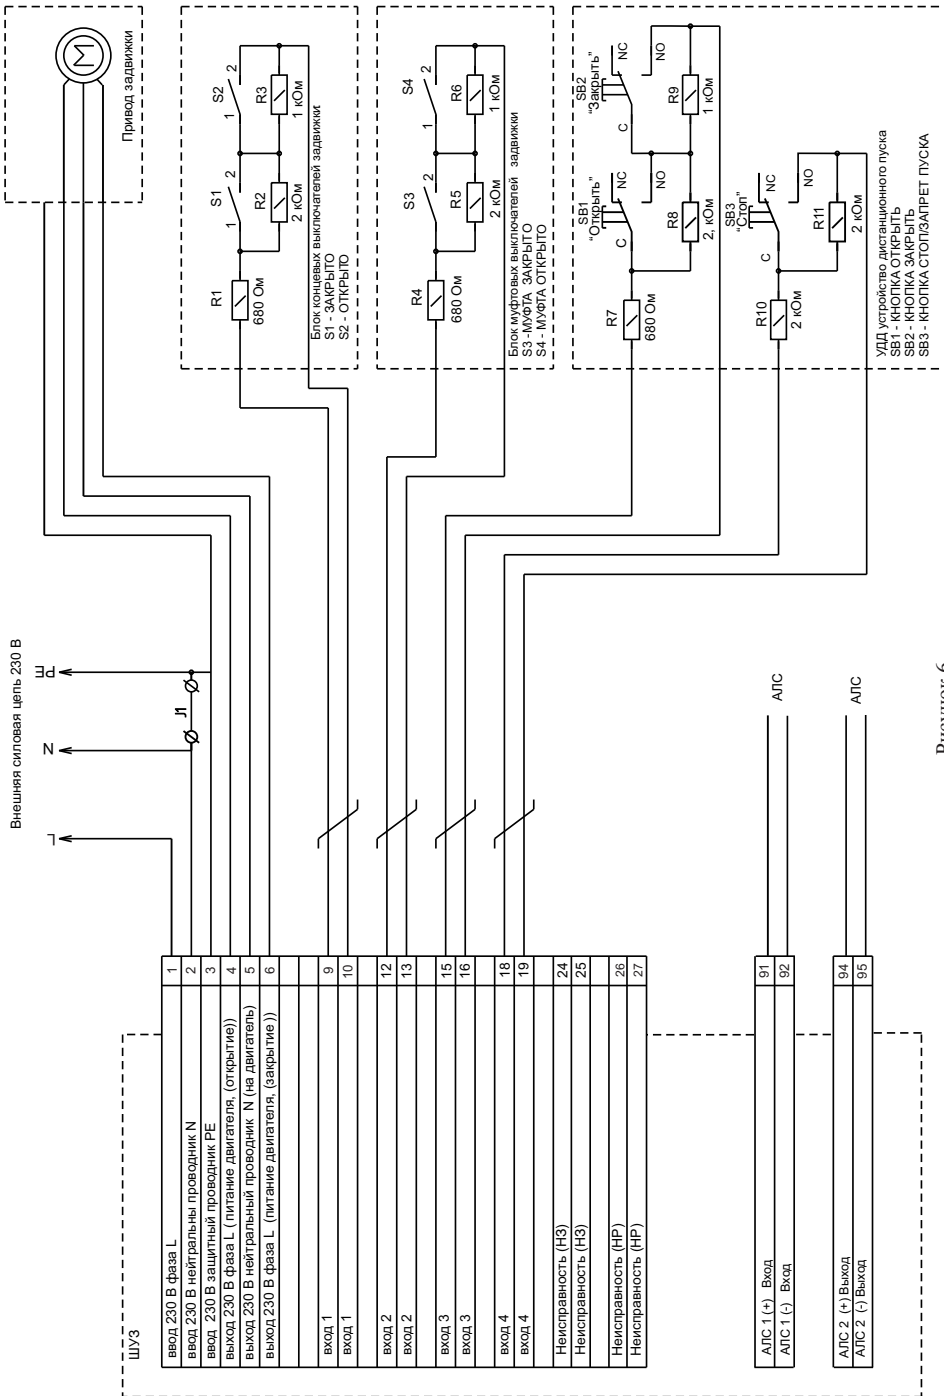 Внешняя силовая цепь 230 В
L
N
PE
J1
ШУЗ
ввод 230 В фаза L
1
ввод 230 В нейтральны проводник N
2
ввод 230 В защитный проводник PE
3
выход 230 В фаза L ( питание двигателя, (открытие))
4
выход 230 В нейтральный проводник N (на двигатель)
5
выход 230 В фаза L (питание двигателя, (закрытие ))
6
вход 1
9
вход 1
10
вход 2
12
вход 2
13
вход 3
15
вход 3
16
вход 4
18
вход 4
19
Неисправность (НЗ)
24
Неисправность (НЗ)
25
Неисправность (НР)
26
Неисправность (НР)
27
АЛС 1 (+) Вход
91
АЛС 1 (-) Вход
92
АЛС 2 (+) Выход
94
АЛС 2 (-) Выход
95
АЛС
АЛС
M
Привод задвижки
S1
1
2
S2
1
2
R1
680 Ом
R2
2 кОм
R3
1 кОм
Блок концевых выключателей задвижки
S1 - ЗАКРЫТО
S2 - ОТКРЫТО
S3
1
2
S4
1
2
R4
680 Ом
R5
2 кОм
R6
1 кОм
Блок муфтовых выключателей задвижки
S3 -МУФТА ЗАКРЫТО
S4 - МУФТА ОТКРЫТО
SB1
"Открыть"
C
NC
NO
SB2
"Закрыть"
C
NC
NO
R7
680 Ом
R8
2, кОм
R9
1 кОм
SB3
"Стоп"
C
NC
NO
R10
2 кОм
R11
2 кОм
УДД устройство дистанционного пуска
SB1 - КНОПКА ОТКРЫТЬ
SB2 - КНОПКА ЗАКРЫТЬ
SB3 - КНОПКА СТОП/ЗАПРЕТ ПУСКА
Рисунок 6